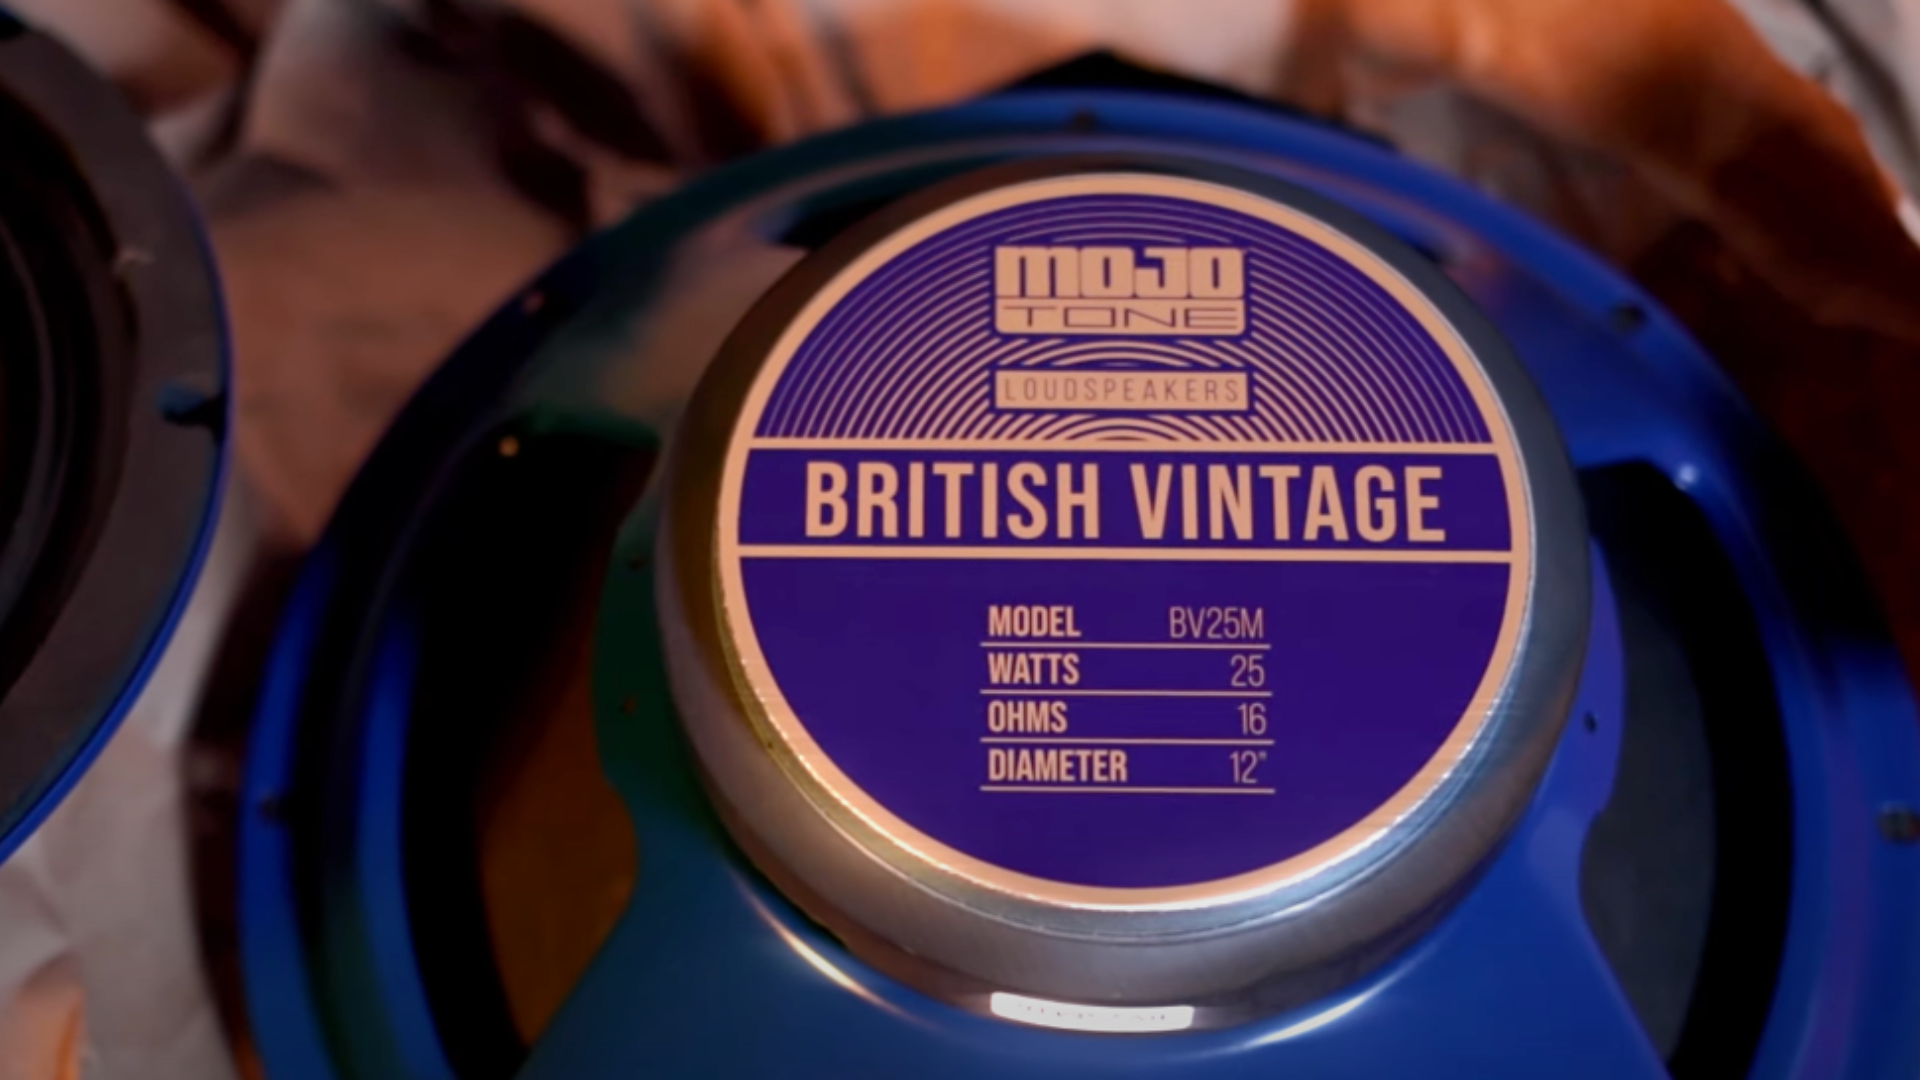 MOJO
TONE
LOUDSPEAKERS
BRITISH VINTAGE
MODEL BV25M
WATTS 25
OHMS 16
DIAMETER 12"